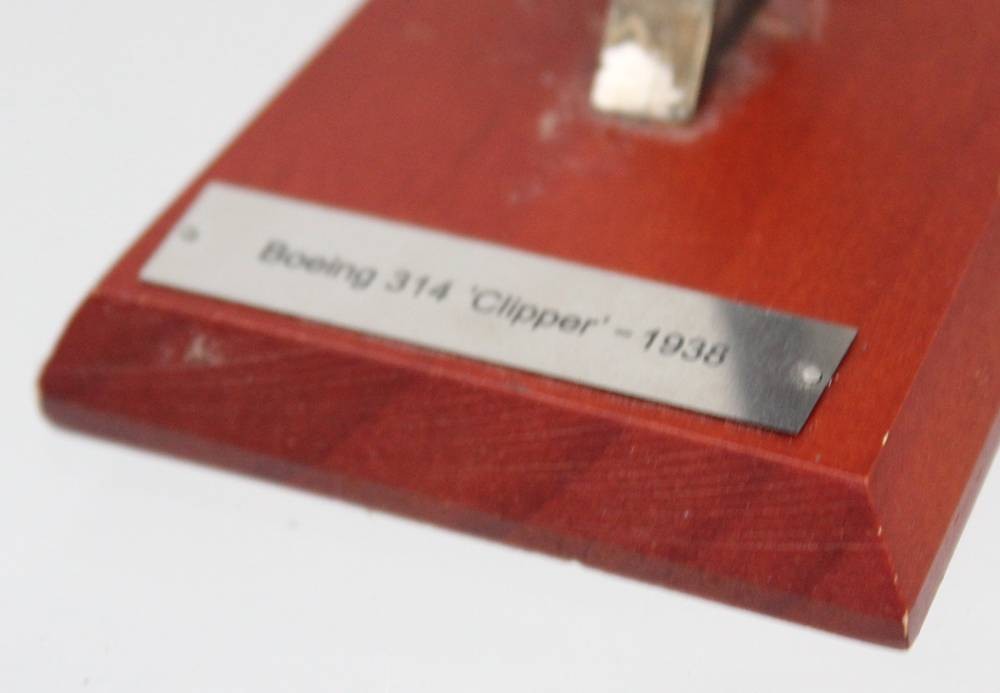 Boeing 314 'Clipper' – 1938